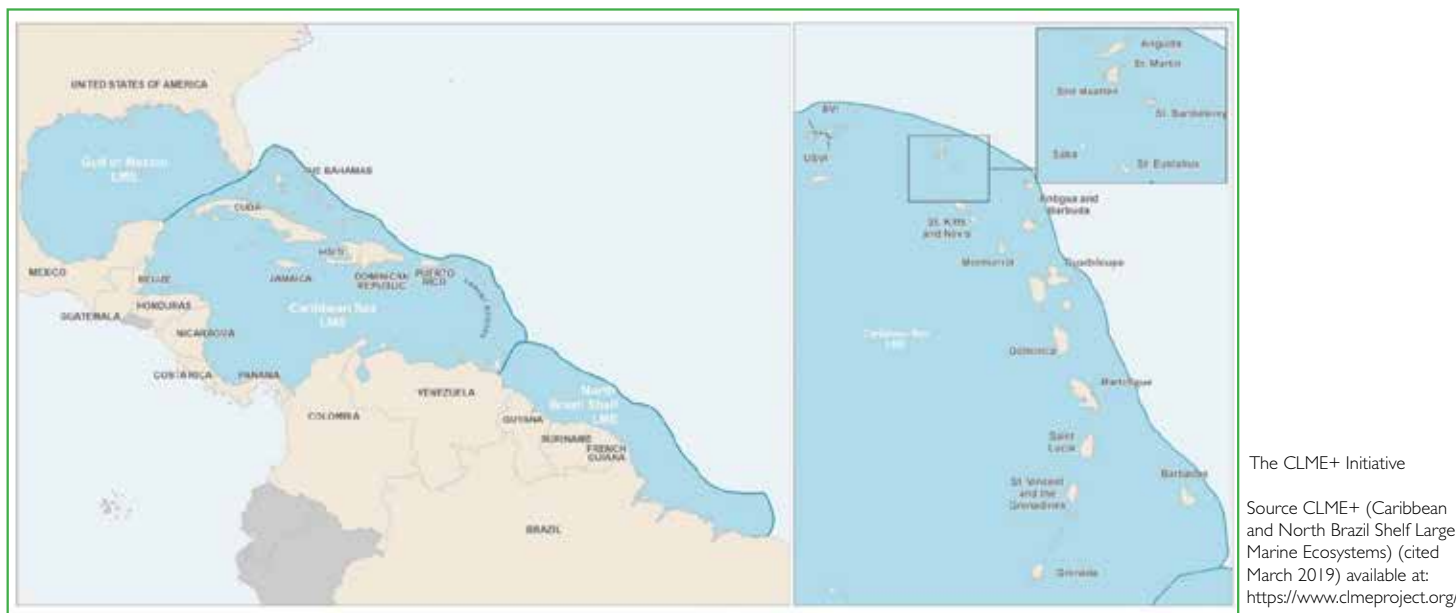 UNITED STATES OF AMERICA
Gulf of Mexico
LME
THE BAHAMAS
CUBA
MEXICO
BELIZE
JAMAICA
HAITI
DOMINICAN
REPUBLIC
PUERTO
RICO
Caribbean Sea
LME
HONDURAS
GUATEMALA
NICARAGUA
COSTA RICA
PANAMA
VENEZUELA
COLOMBIA
GUYANA
SURINAME
FRENCH
GUIANA
North
Brazil Shelf
LME
BRAZIL
BVI
USVI
Anguilla
St. Martin
Sint Maarten
St. Barthélemy
Saba
St. Eustatius
Antigua and
Barbuda
St. Kitts
and Nevis
Montserrat
Guadeloupe
Caribbean Sea
LME
Dominica
Martinique
Saint
Lucia
St. Vincent
and the
Grenadines
Barbados
Grenada
The CLME+ Initiative
Source CLME+ (Caribbean
and North Brazil Shelf Large
Marine Ecosystems) (cited
March 2019) available at:
https://www.clmeproject.org/